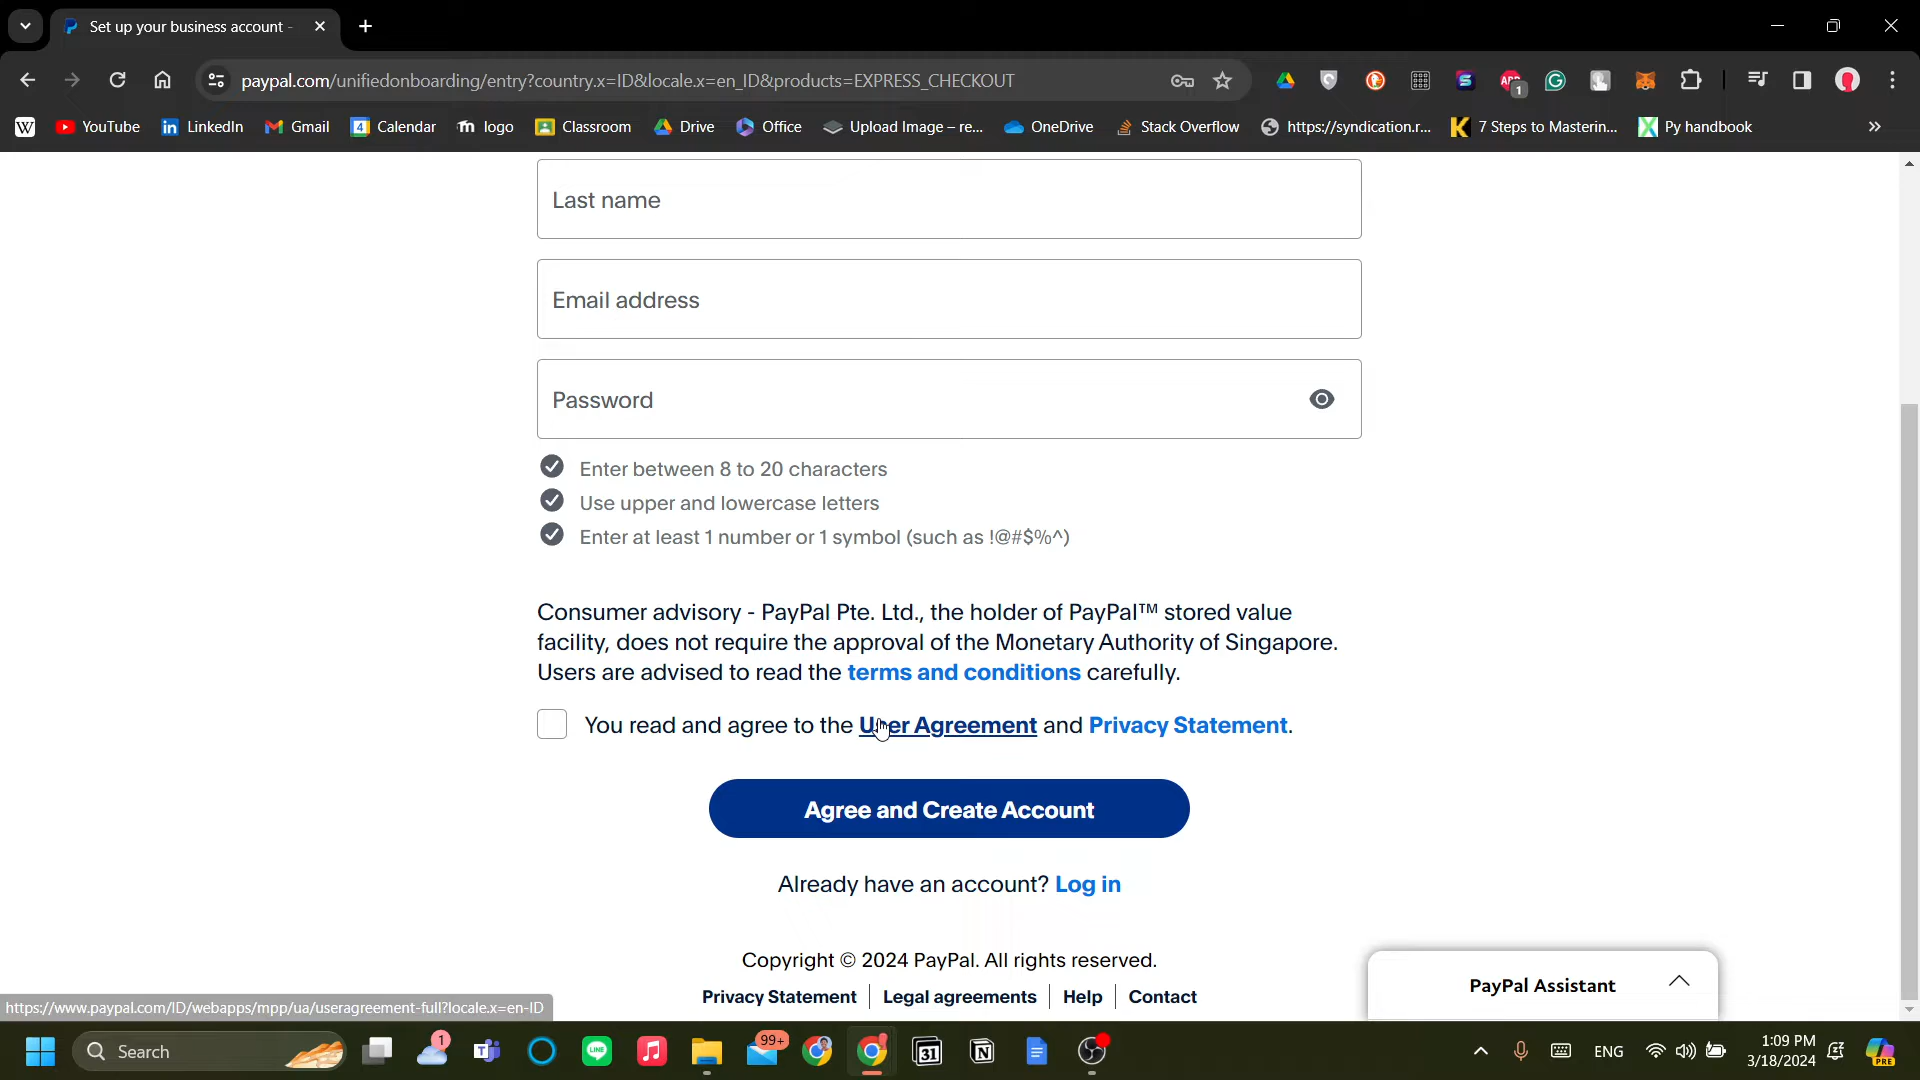 Set up your business account -
paypal.com/unifiedonboarding/entry?country.x=ID&locale.x=en_ID&products=EXPRESS_CHECKOUT
ABP
1
W YouTube LinkedIn Gmail 4 Calendar logo Classroom Drive Office Upload Image – re... OneDrive Stack Overflow https://syndication.r... 7 Steps to Masterin... Py handbook »
Last name
Email address
Password
Enter between 8 to 20 characters
Use upper and lowercase letters
Enter at least 1 number or 1 symbol (such as !@#$%^)
Consumer advisory - PayPal Pte. Ltd., the holder of PayPal™ stored value
facility, does not require the approval of the Monetary Authority of Singapore.
Users are advised to read the terms and conditions carefully.
You read and agree to the User Agreement and Privacy Statement.
Agree and Create Account
Already have an account? Log in
Copyright © 2024 PayPal. All rights reserved.
Privacy Statement Legal agreements Help Contact
PayPal Assistant
https://www.paypal.com/ID/webapps/mpp/ua/useragreement-full?locale.x=en-ID
Search
1
LINE
99+
31
ENG
1:09 PM
3/18/2024
PRE